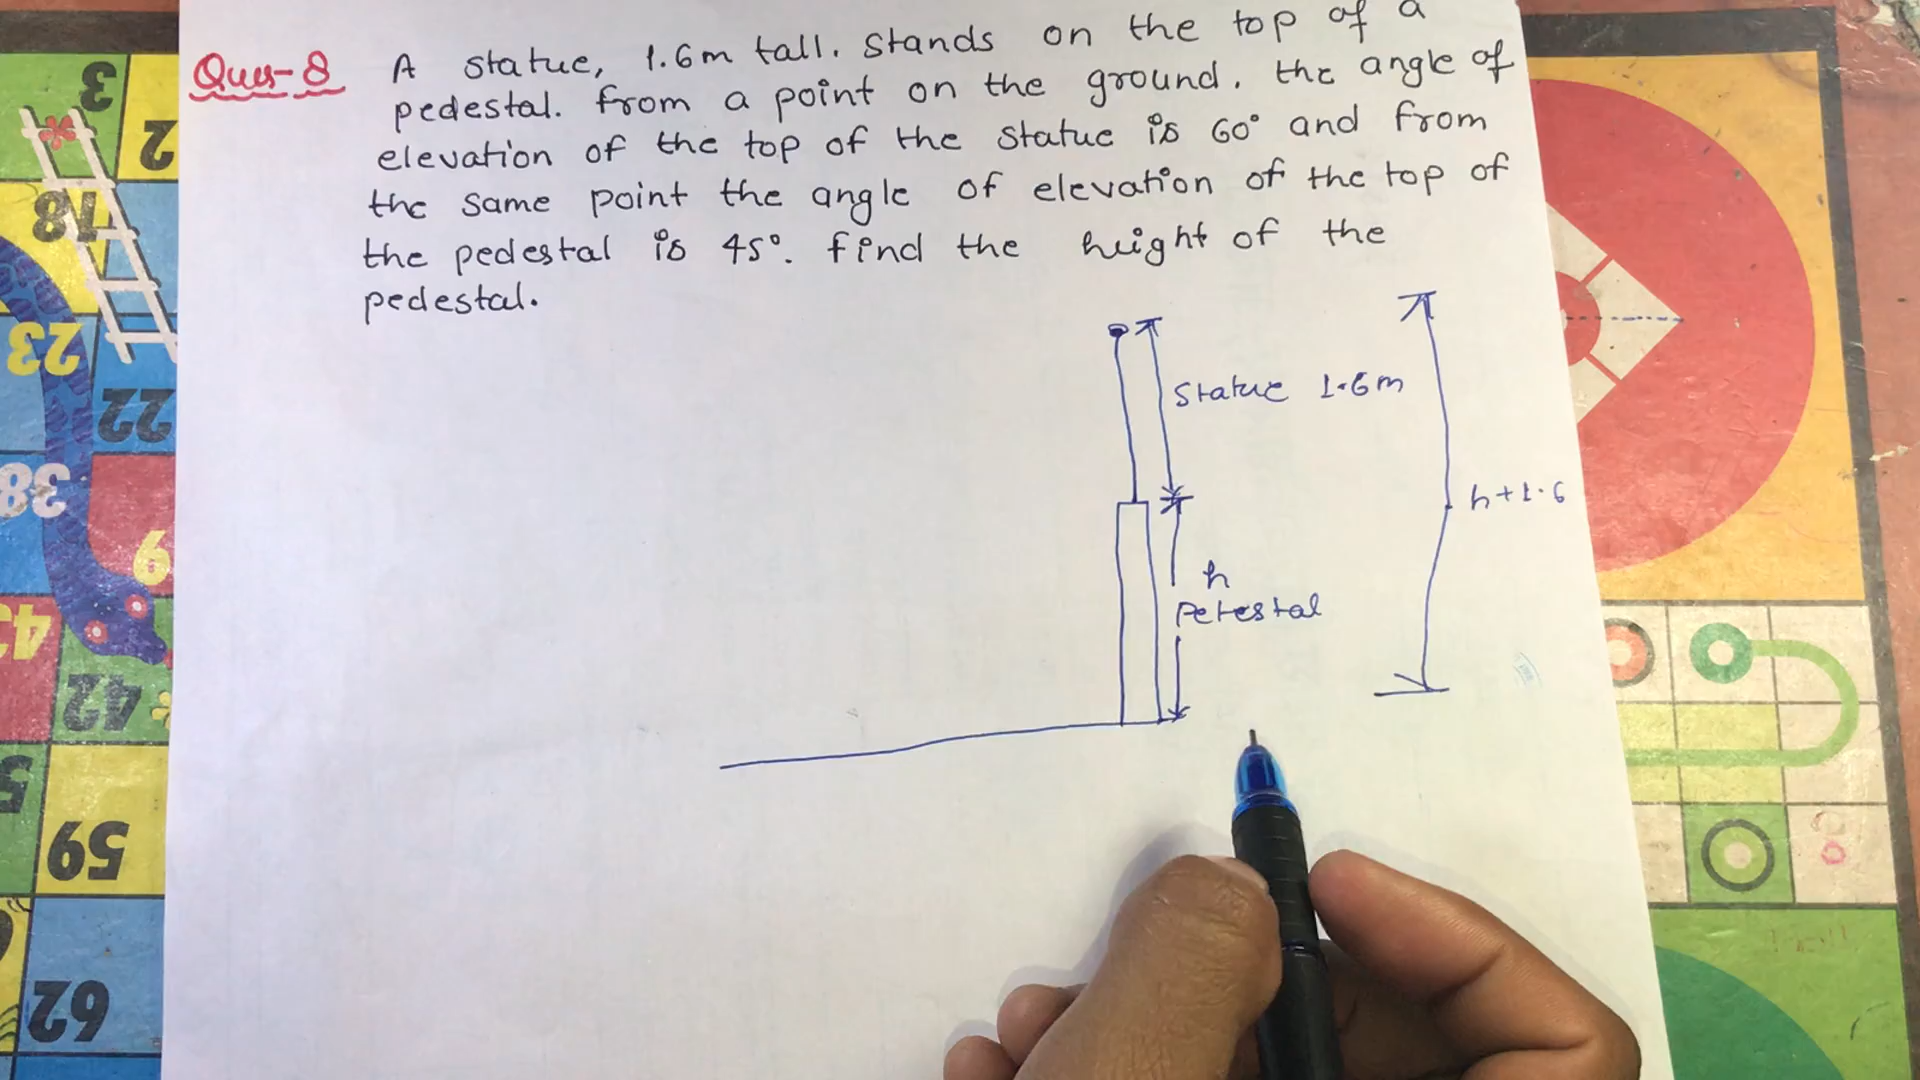 Ques-8 A statue, 1.6m tall. Stands on the top of a
pedestal. from a point on the ground. the angle of
elevation of the top of the statue is 60° and from
the same point the angle of elevation of the top of
the pedestal is 45°. find the height of the
pedestal.
Statue 1.6m
h+1.6
h
Petestal
3
2
18
23
22
38
9
43
42
5
59
62